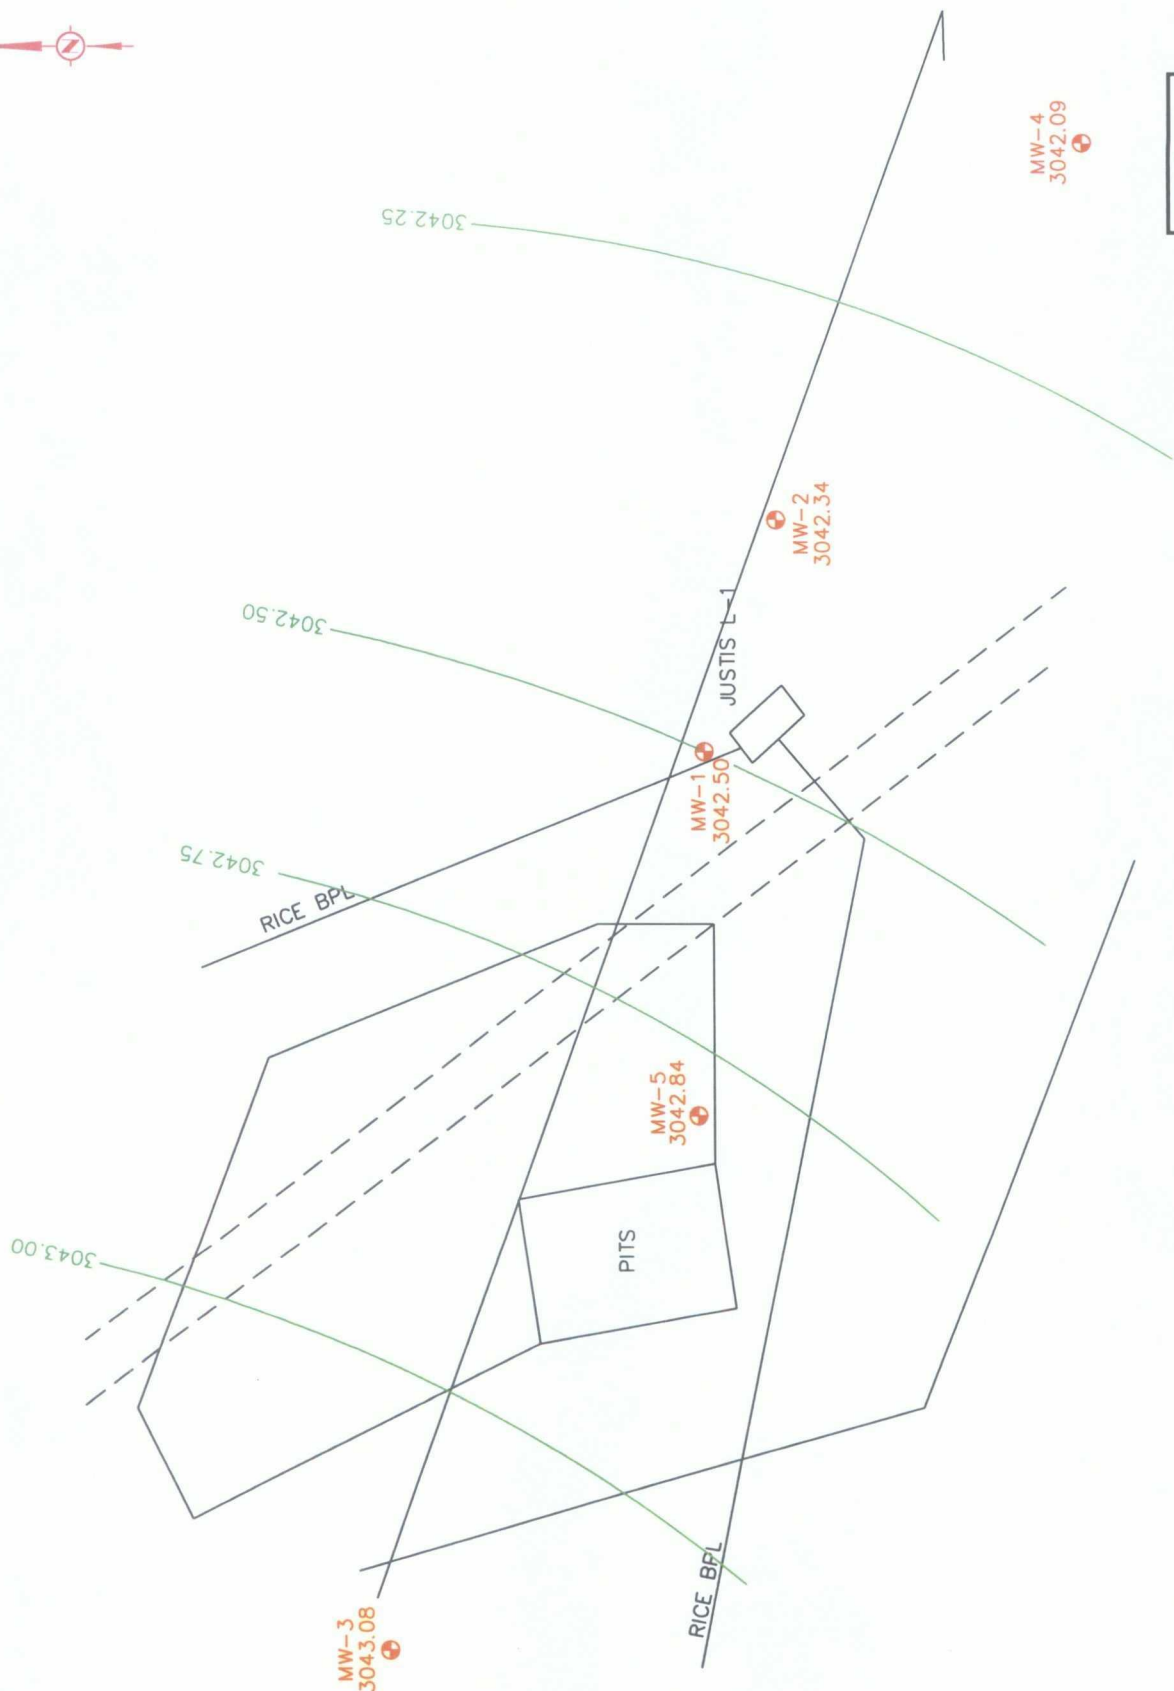 N
MW-4
3042.09
3042.25
MW-2
3042.34
3042.50
JUSTIS L-1
MW-1
3042.50
3042.75
RICE BPL
MW-5
3042.84
PITS
3043.00
RICE BPL
MW-3
3043.08